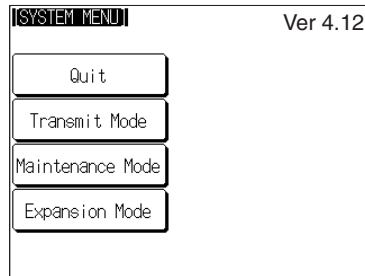 [SYSTEM MENU]
Ver 4.12
Quit
Transmit Mode
Maintenance Mode
Expansion Mode